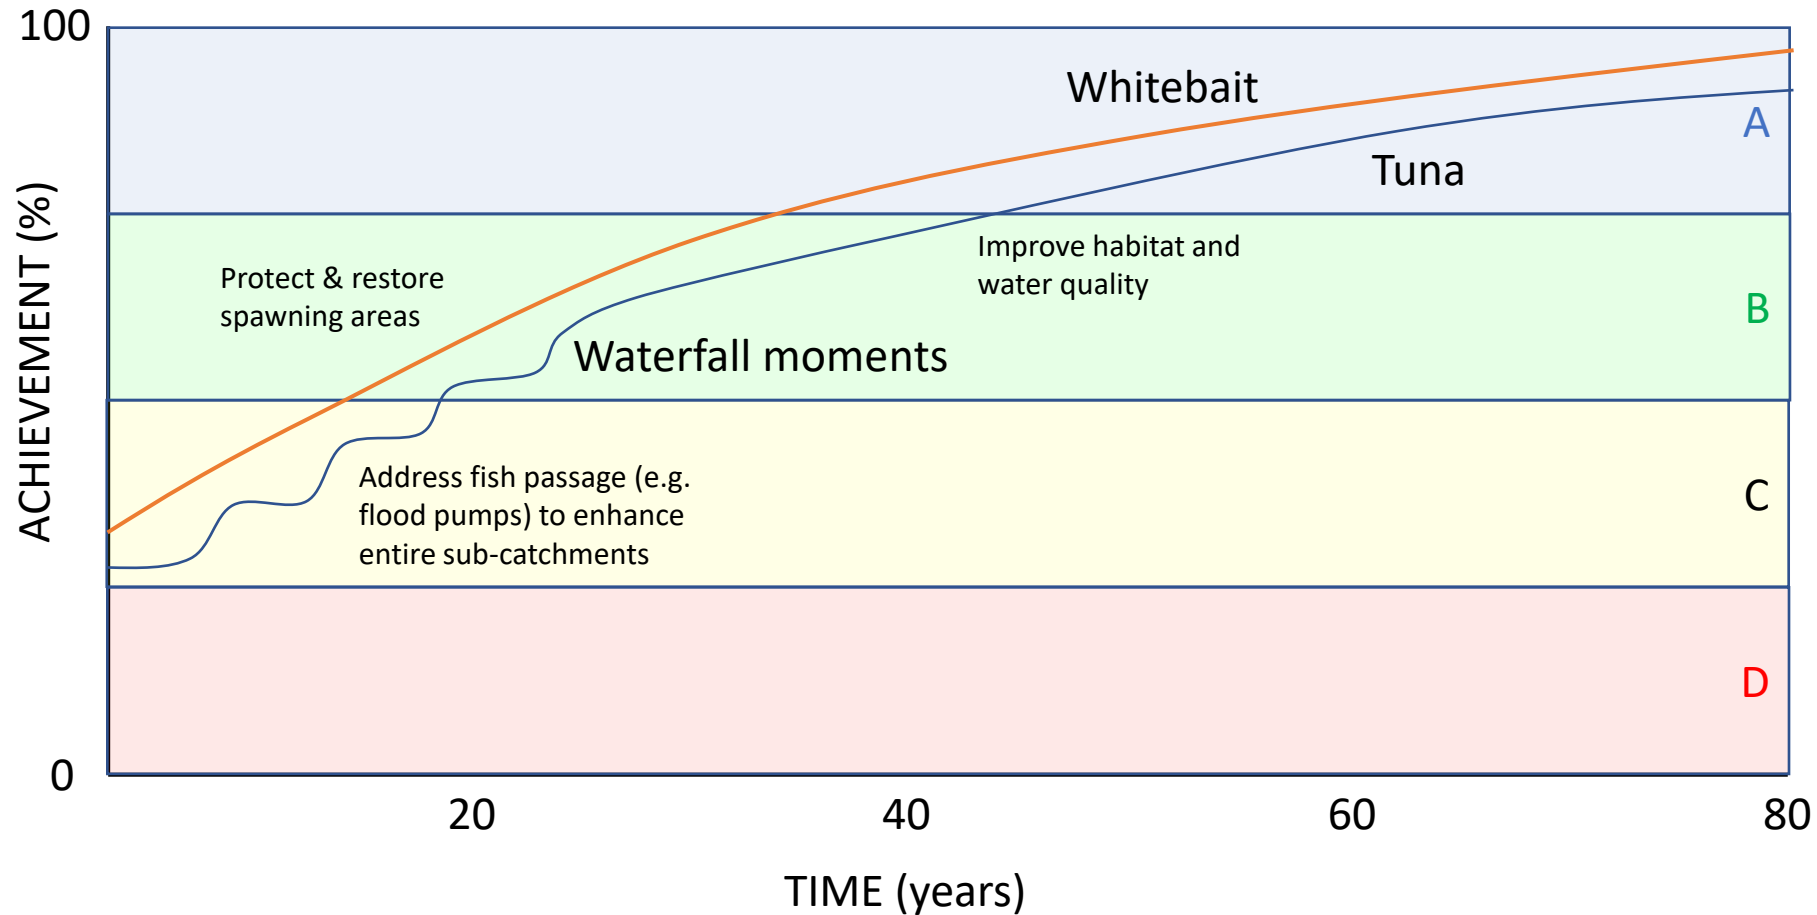 100
Whitebait
A
Tuna
ACHIEVEMENT (%)
Improve habitat and
water quality
Protect & restore
spawning areas
B
Waterfall moments
Address fish passage (e.g.
flood pumps) to enhance
entire sub-catchments
C
D
0
20 40 60 80
TIME (years)